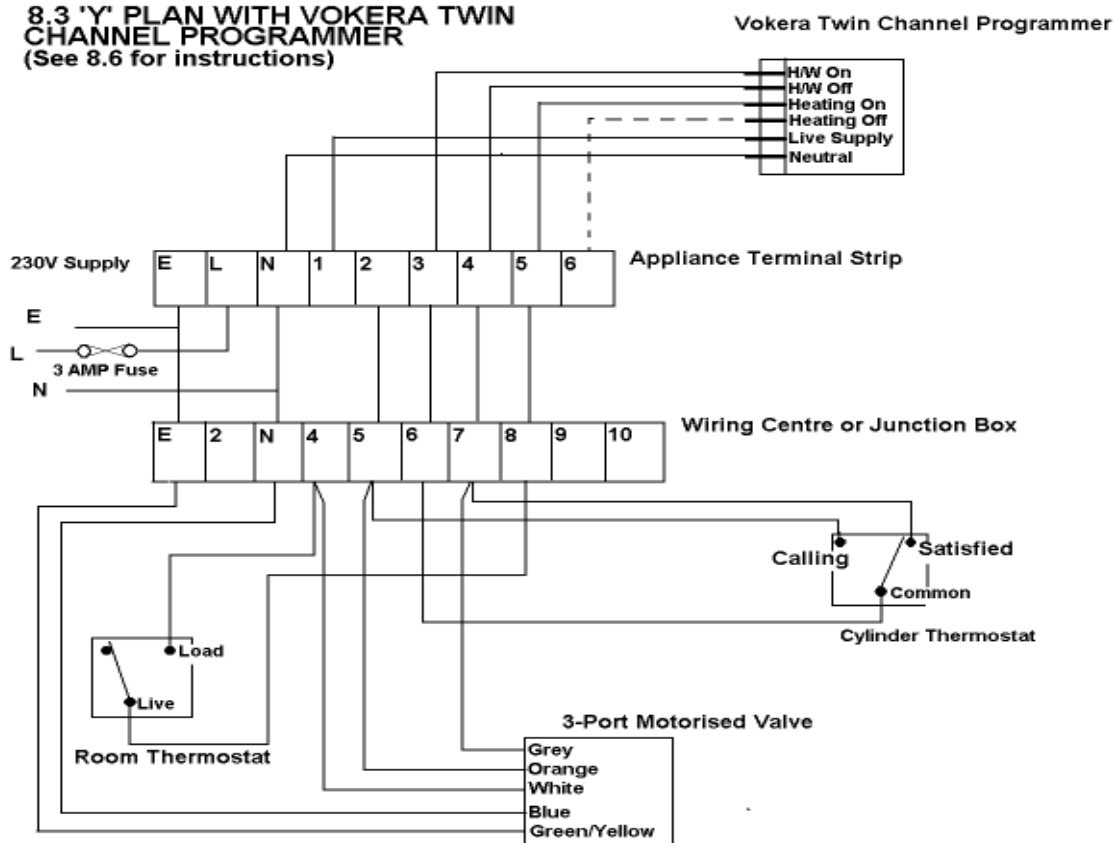 8.3 'Y' PLAN WITH VOKERA TWIN
CHANNEL PROGRAMMER
(See 8.6 for instructions)
Vokera Twin Channel Programmer
H/W On
H/W Off
Heating On
Heating Off
Live Supply
Neutral
230V Supply
E L N 1 2 3 4 5 6
Appliance Terminal Strip
E
L
3 AMP Fuse
N
E 2 N 4 5 6 7 8 9 10
Wiring Centre or Junction Box
Calling
Satisfied
Common
Cylinder Thermostat
Load
Live
Room Thermostat
3-Port Motorised Valve
Grey
Orange
White
Blue
Green/Yellow